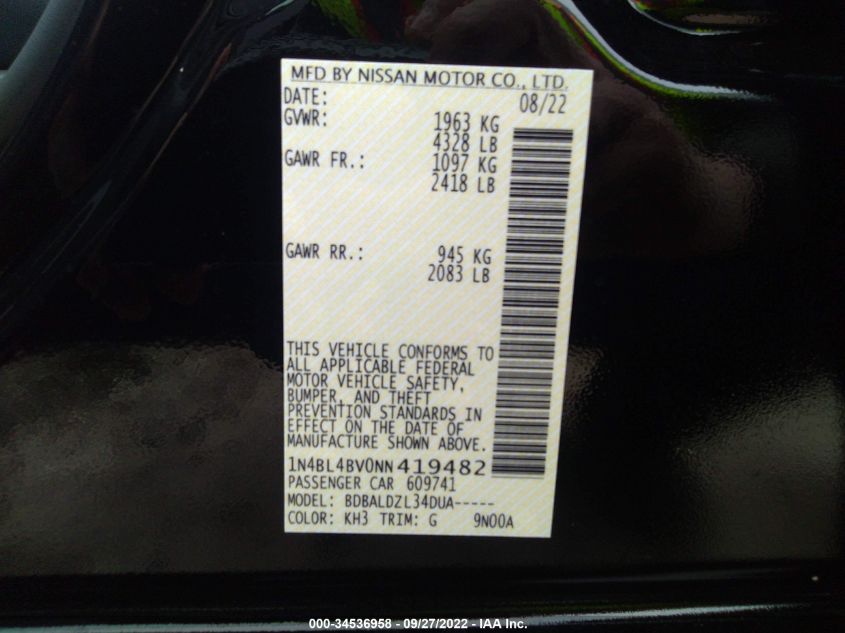 MFD BY NISSAN MOTOR CO., LTD.
DATE: 08/22
GVWR: 1963 KG
4328 LB
GAWR FR.: 1097 KG
2418 LB
GAWR RR.: 945 KG
2083 LB
THIS VEHICLE CONFORMS TO
ALL APPLICABLE FEDERAL
MOTOR VEHICLE SAFETY,
BUMPER, AND THEFT
PREVENTION STANDARDS IN
EFFECT ON THE DATE OF
MANUFACTURE SHOWN ABOVE.
1N4BL4BV0NN419482
PASSENGER CAR 609741
MODEL: BDBALDZL34DUA-----
COLOR: KH3 TRIM: G 9N00A
000-34536958 - 09/27/2022 - IAA Inc.